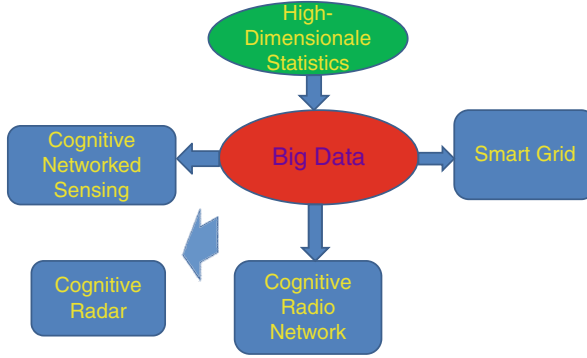 High-
Dimensionale
Statistics
Cognitive
Networked
Sensing
Big Data
Smart Grid
Cognitive
Radar
Cognitive
Radio
Network